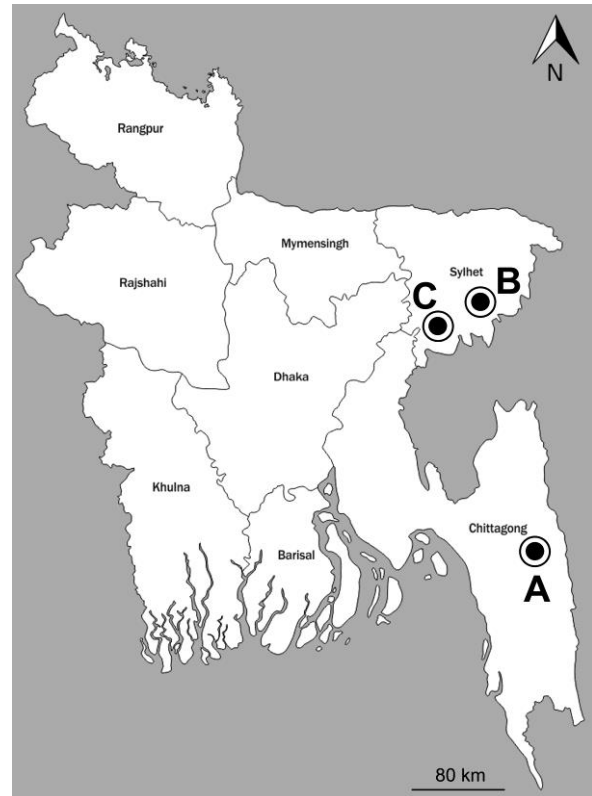 N
Rangpur
Mymensingh
Rajshahi
Sylhet
B
C
Dhaka
Khulna
Chittagong
Barisal
A
80 km